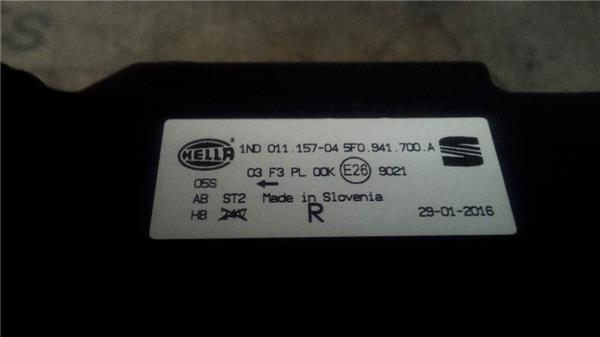 HELLA 1ND 011.157-04 5F0.941.700.A
03 F3 PL 00K E26 9021
05S
AB ST2 Made in Slovenia
H8 R 29-01-2016